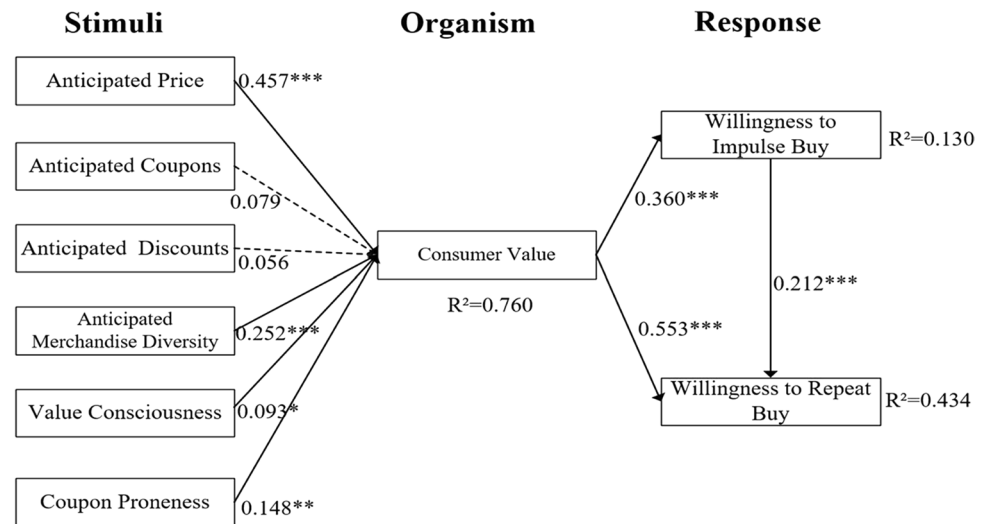 Stimuli
Organism
Response
Anticipated Price
0.457***
Anticipated Coupons
0.079
Anticipated Discounts
0.056
Anticipated
Merchandise Diversity
0.252***
Value Consciousness
0.093*
Coupon Proneness
0.148**
Consumer Value
R²=0.760
0.360***
0.553***
Willingness to
Impulse Buy
R²=0.130
0.212***
Willingness to Repeat
Buy
R²=0.434